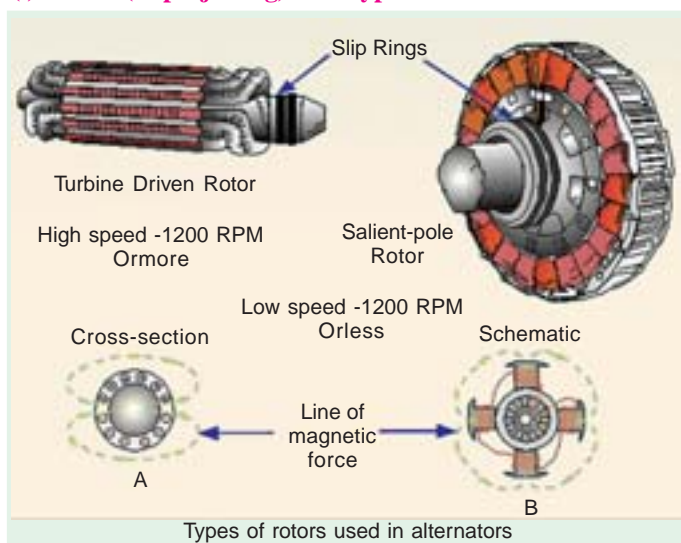 Slip Rings
Turbine Driven Rotor
High speed -1200 RPM
Ormore
Salient-pole
Rotor
Low speed -1200 RPM
Orless
Cross-section
Schematic
Line of
magnetic
force
A
B
Types of rotors used in alternators